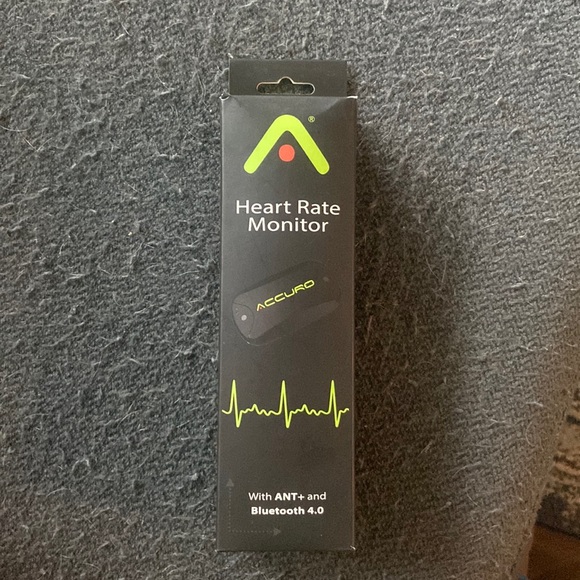 ®
Heart Rate
Monitor
ACCURO
With ANT+ and
Bluetooth 4.0